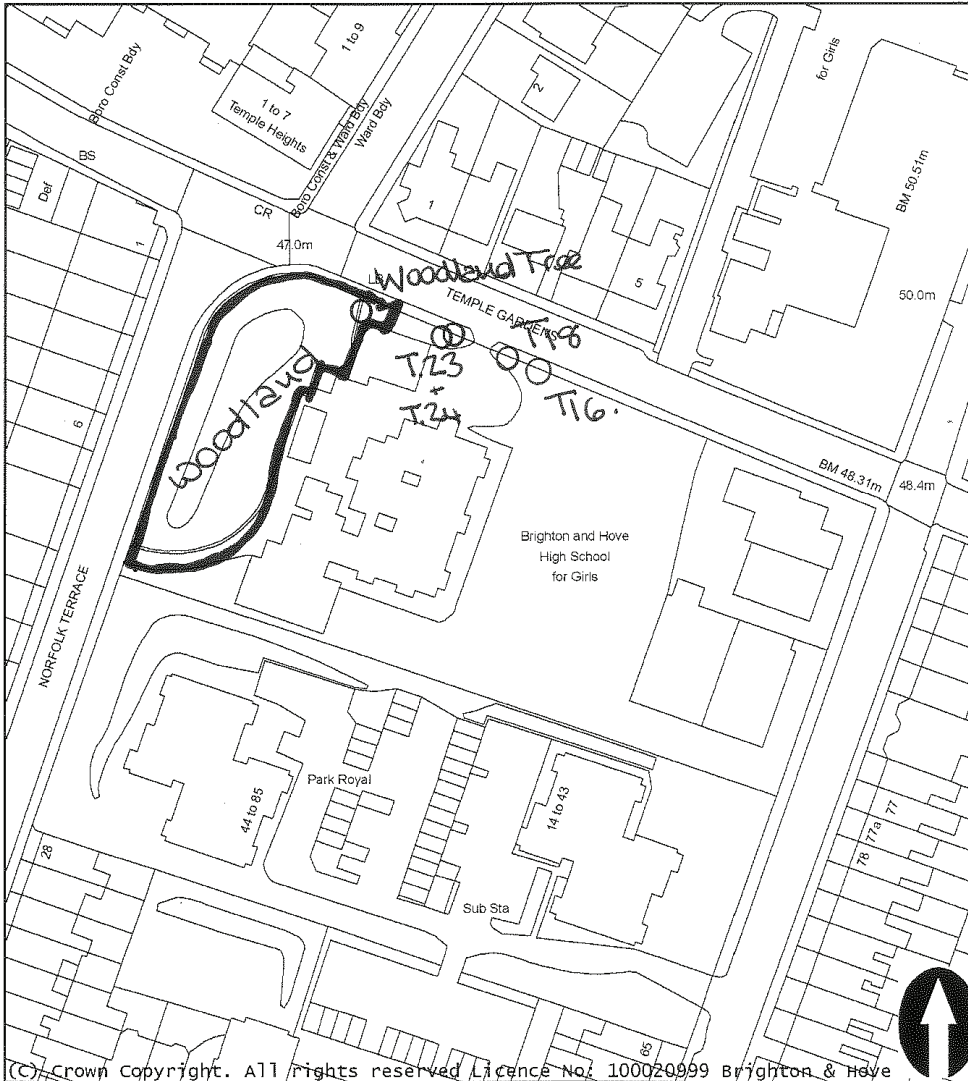 Boro Const Bdy
1 to 9
1 to 7
Temple Heights
Boro Const & Ward Bdy
Ward Bdy
2
for Girls
BM 50.51m
BS
Def
CR
1
1
47.0m
Woodland Tree
TEMPLE GARDENS
5
50.0m
T.23
+
T.24
T18
T16.
6
woodland
BM 48.31m
48.4m
Brighton and Hove
High School
for Girls
NORFOLK TERRACE
Park Royal
44 to 85
14 to 43
77
77a
78
28
Sub Sta
65
(C) Crown Copyright. All rights reserved Licence No: 100020999 Brighton & Hove